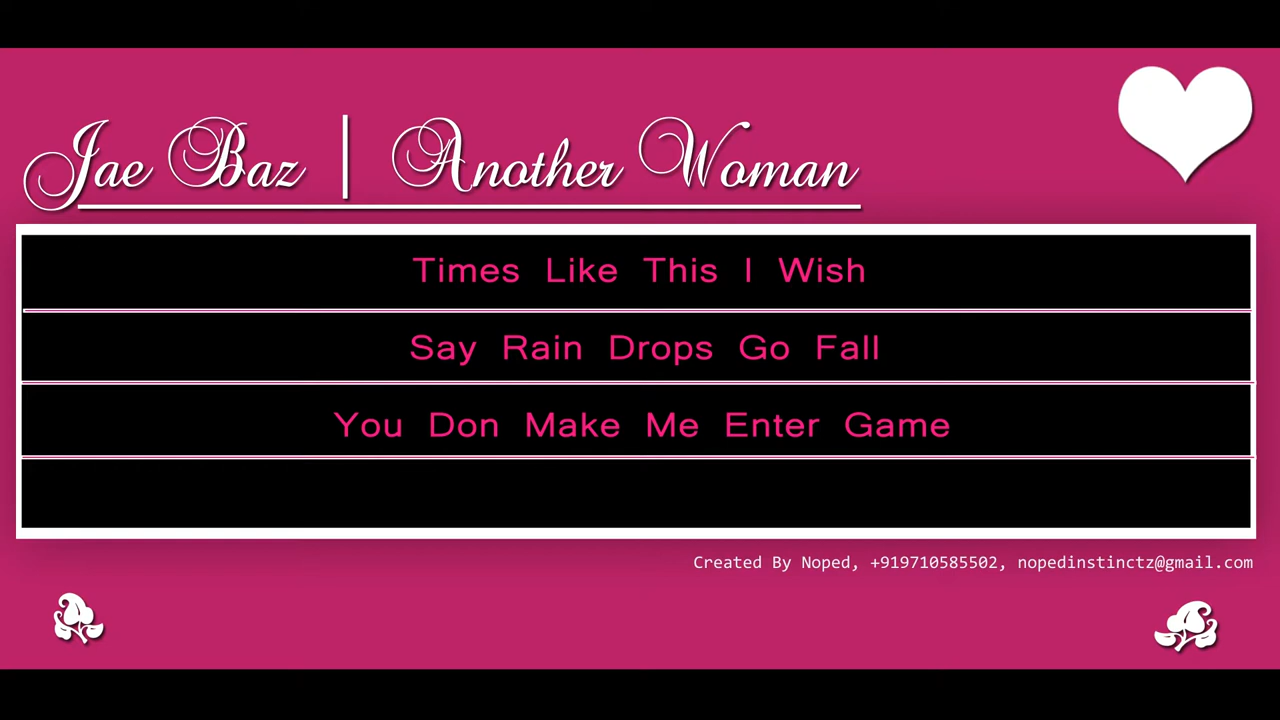 Jae Baz | Another Woman
Times Like This I Wish
Say Rain Drops Go Fall
You Don Make Me Enter Game
Created By Noped, +919710585502, nopedinstinctz@gmail.com